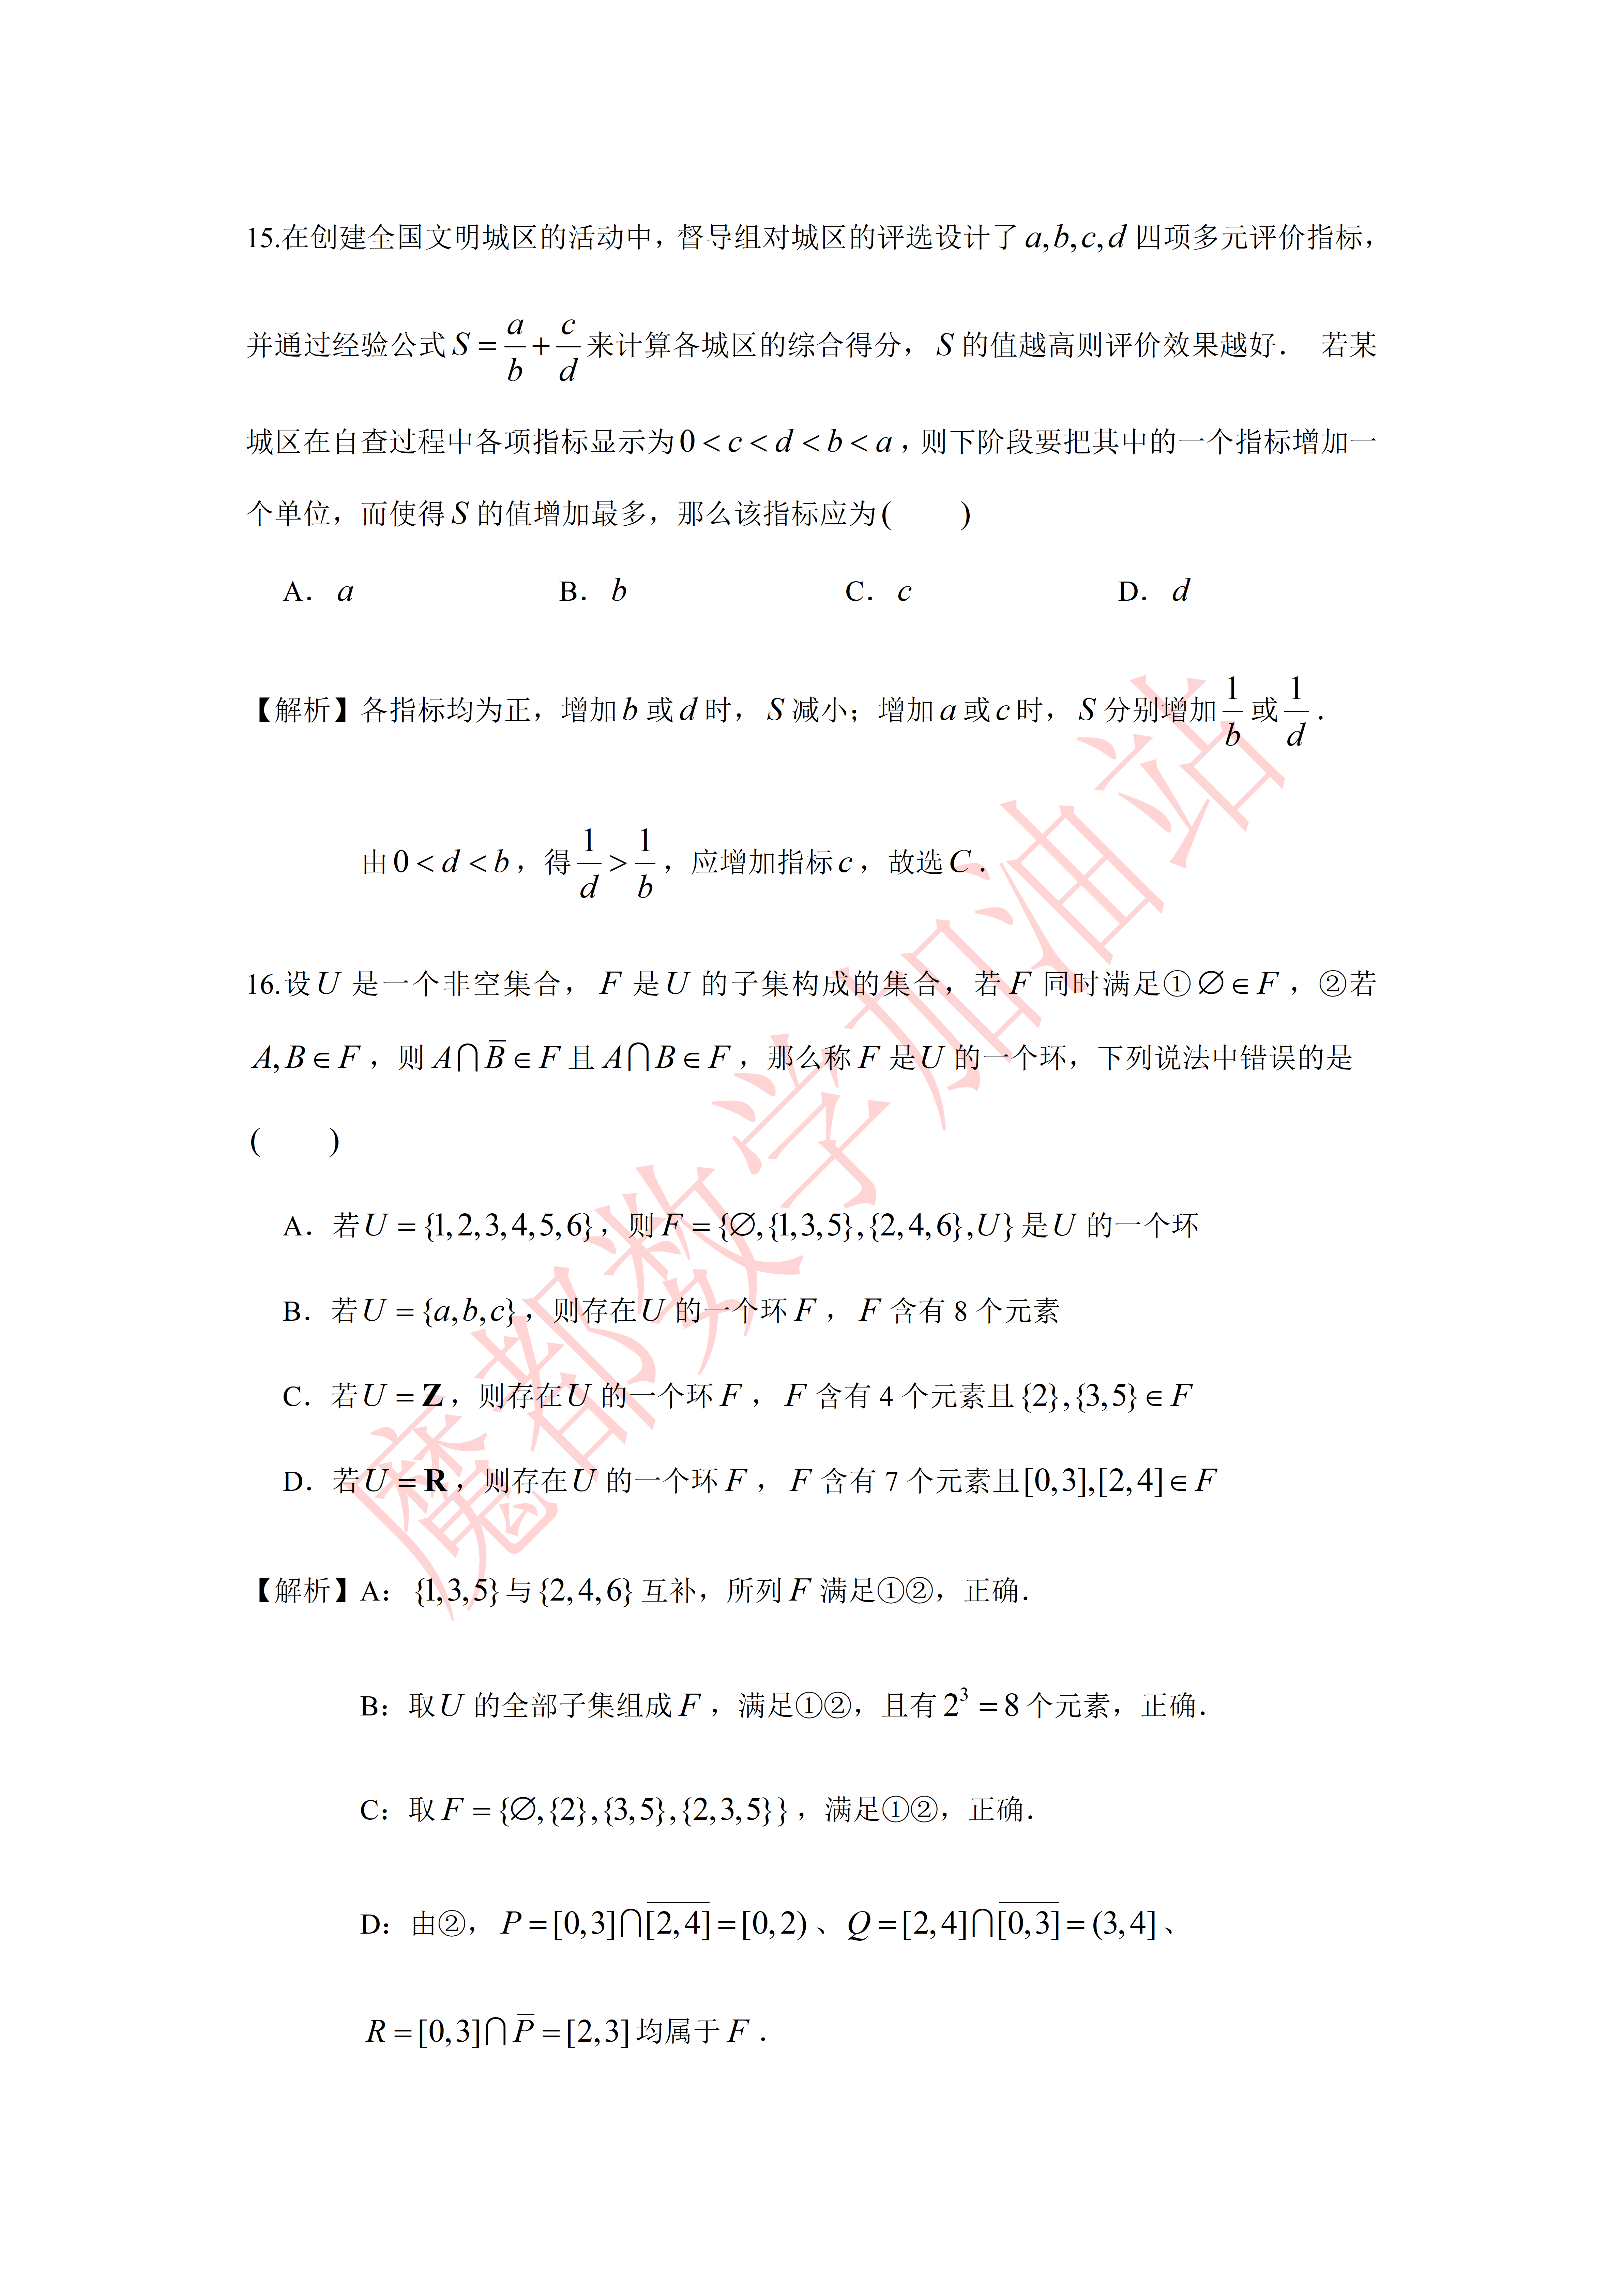 15.在创建全国文明城区的活动中，督导组对城区的评选设计了 a,b,c,d 四项多元评价指标，
并通过经验公式 S = a/b + c/d 来计算各城区的综合得分， S 的值越高则评价效果越好． 若某
城区在自查过程中各项指标显示为 0 < c < d < b < a ，则下阶段要把其中的一个指标增加一
个单位，而使得 S 的值增加最多，那么该指标应为 ( )
A． a B． b C． c D． d
【解析】各指标均为正，增加 b 或 d 时， S 减小；增加 a 或 c 时， S 分别增加 1/b 或 1/d ．
由 0 < d < b ，得 1/d > 1/b ，应增加指标 c ，故选 C ．
16.设 U 是一个非空集合， F 是 U 的子集构成的集合，若 F 同时满足① ∅ ∈ F ，②若
A, B ∈ F ，则 A ∩ B̅ ∈ F 且 A ∩ B ∈ F ，那么称 F 是 U 的一个环，下列说法中错误的是
( )
A．若 U = {1, 2, 3, 4, 5, 6} ，则 F = {∅, {1, 3, 5}, {2, 4, 6}, U} 是 U 的一个环
B．若 U = {a, b, c} ，则存在 U 的一个环 F ， F 含有 8 个元素
C．若 U = Z ，则存在 U 的一个环 F ， F 含有 4 个元素且 {2}, {3, 5} ∈ F
D．若 U = R ，则存在 U 的一个环 F ， F 含有 7 个元素且 [0, 3], [2, 4] ∈ F
【解析】A： {1, 3, 5} 与 {2, 4, 6} 互补，所列 F 满足①②，正确．
B：取 U 的全部子集组成 F ，满足①②，且有 2³ = 8 个元素，正确．
C：取 F = {∅, {2}, {3, 5}, {2, 3, 5}} ，满足①②，正确．
D：由②， P = [0, 3] ∩ \overline{[2, 4]} = [0, 2) 、 Q = [2, 4] ∩ \overline{[0, 3]} = (3, 4] 、
R = [0, 3] ∩ P̅ = [2, 3] 均属于 F ．
魔都数学加油站